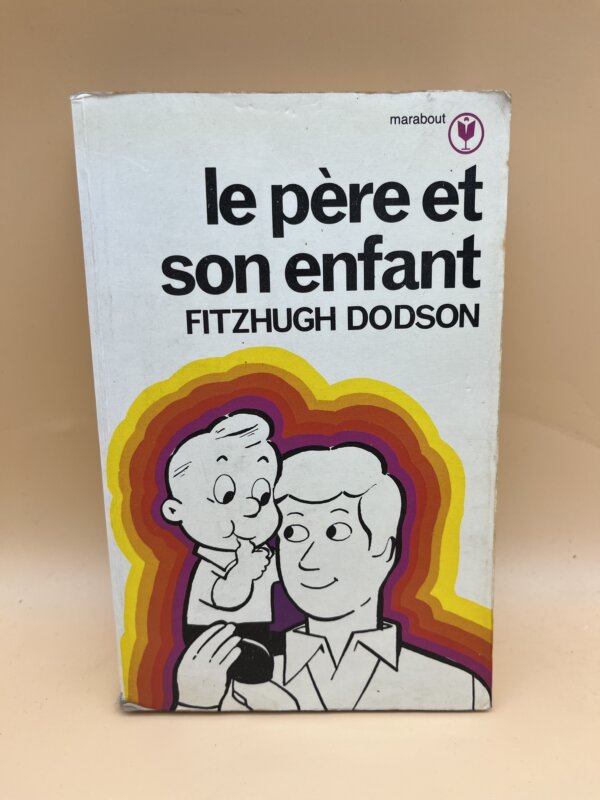 marabout
le père et
son enfant
FITZHUGH DODSON